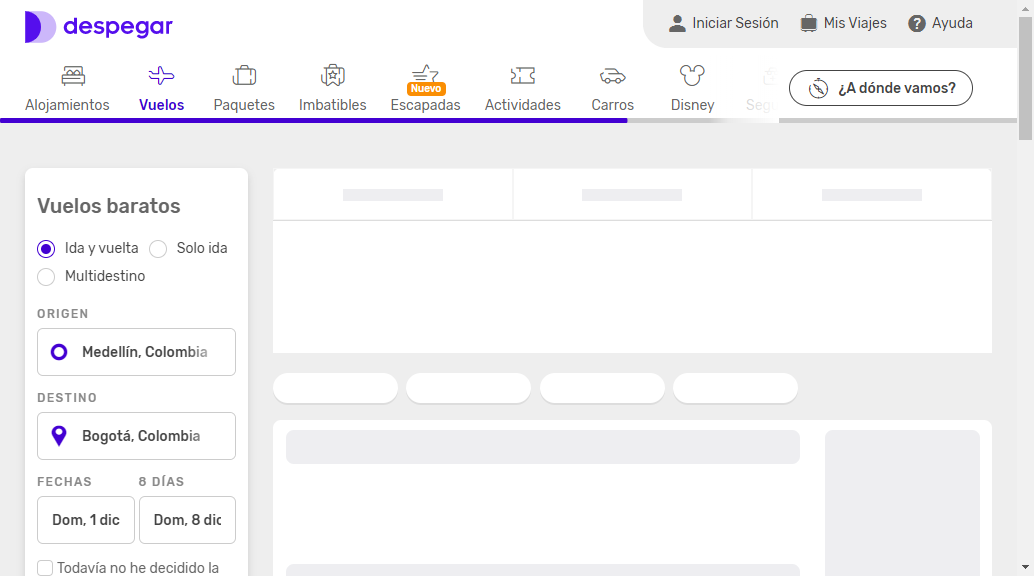 despegar
Iniciar Sesión
Mis Viajes
Ayuda
Alojamientos
Vuelos
Paquetes
Imbatibles
Nuevo
Escapadas
Actividades
Carros
Disney
¿A dónde vamos?
Vuelos baratos
Ida y vuelta
Solo ida
Multidestino
ORIGEN
Medellín, Colombia
DESTINO
Bogotá, Colombia
FECHAS
8 DÍAS
Dom, 1 dic
Dom, 8 dic
Todavía no he decidido la